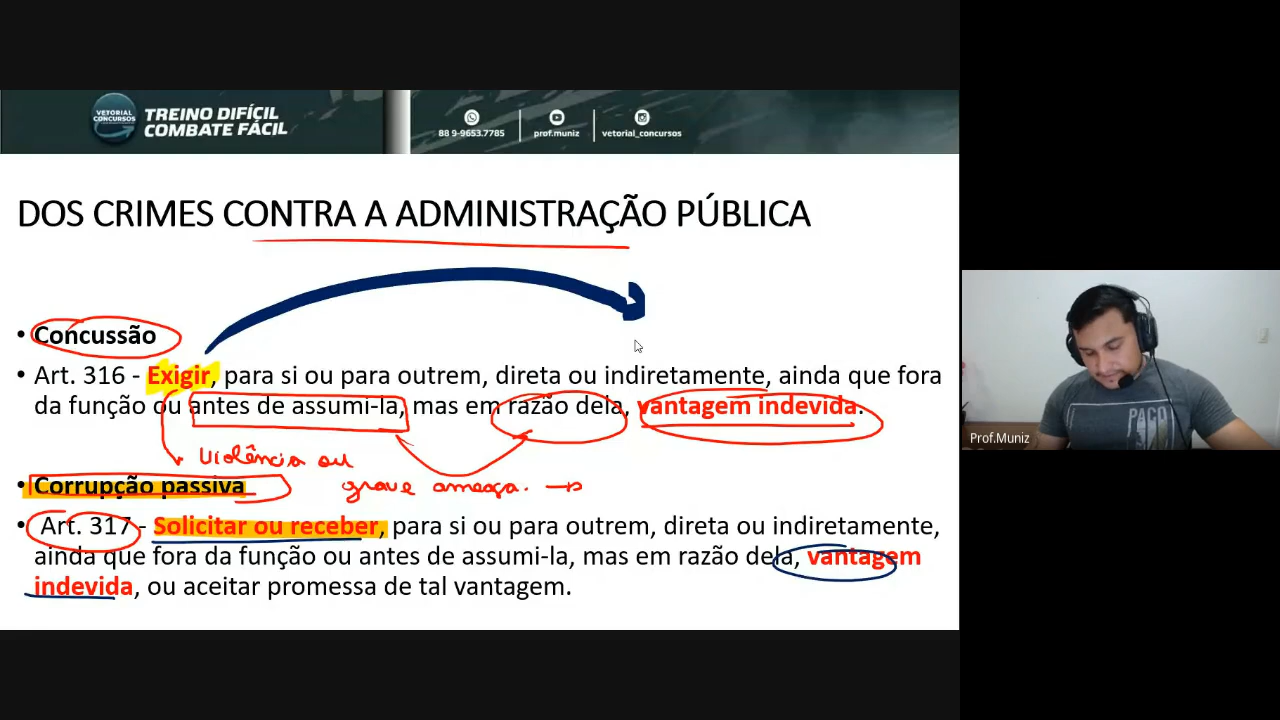 VETORIAL
CONCURSOS
TREINO DIFÍCIL
COMBATE FÁCIL
88 9-9653.7785
prof.muniz
vetorial_concursos
DOS CRIMES CONTRA A ADMINISTRAÇÃO PÚBLICA
• Concussão
• Art. 316 - Exigir, para si ou para outrem, direta ou indiretamente, ainda que fora
da função ou antes de assumi-la, mas em razão dela, vantagem indevida.
Violência ou
grave ameaça.
• Corrupção passiva
• Art. 317 - Solicitar ou receber, para si ou para outrem, direta ou indiretamente,
ainda que fora da função ou antes de assumi-la, mas em razão dela, vantagem
indevida, ou aceitar promessa de tal vantagem.
PACO
Prof.Muniz